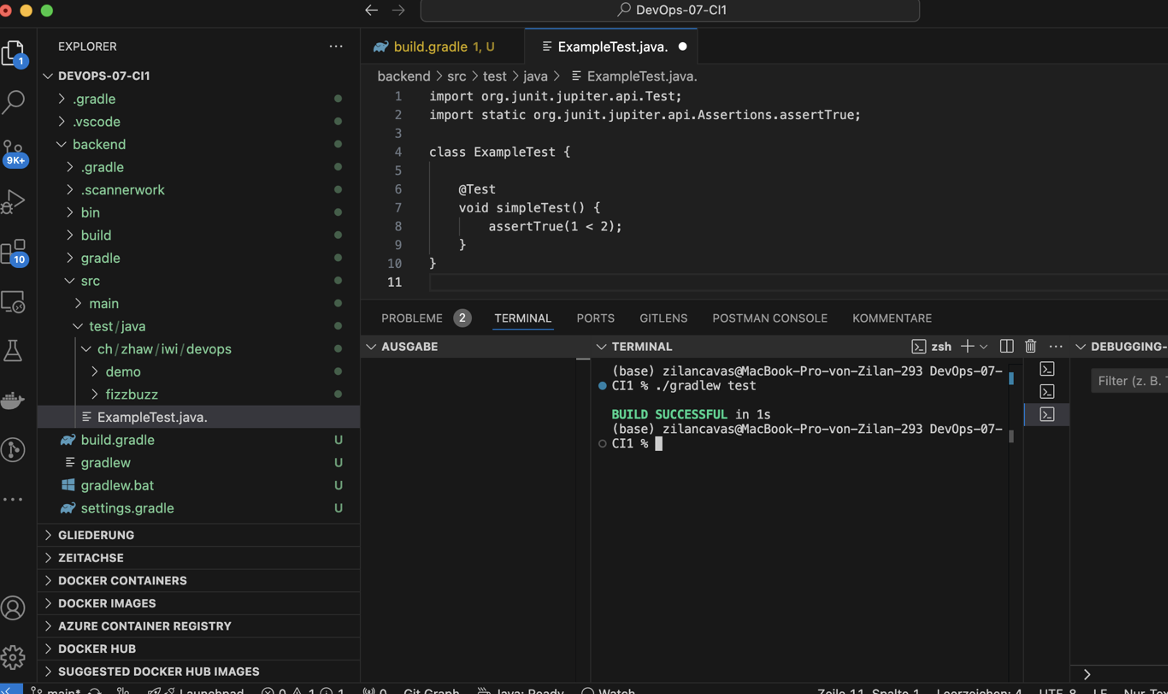 DevOps-07-CI1
1
9K+
10
EXPLORER
DEVOPS-07-CI1
.gradle
.vscode
backend
.gradle
.scannerwork
bin
build
gradle
src
main
test/java
ch/zhaw/iwi/devops
demo
fizzbuzz
ExampleTest.java.
build.gradle U
gradlew U
gradlew.bat U
settings.gradle U
GLIEDERUNG
ZEITACHSE
DOCKER CONTAINERS
DOCKER IMAGES
AZURE CONTAINER REGISTRY
DOCKER HUB
SUGGESTED DOCKER HUB IMAGES
build.gradle 1, U
ExampleTest.java.
backend > src > test > java > ExampleTest.java.
1 import org.junit.jupiter.api.Test;
2 import static org.junit.jupiter.api.Assertions.assertTrue;
3
4 class ExampleTest {
5
6 @Test
7 void simpleTest() {
8 assertTrue(1 < 2);
9 }
10 }
11
PROBLEME 2 TERMINAL PORTS GITLENS POSTMAN CONSOLE KOMMENTARE
AUSGABE
TERMINAL zsh
(base) zilancavas@MacBook-Pro-von-Zilan-293 DevOps-07-
CI1 % ./gradlew test
BUILD SUCCESSFUL in 1s
(base) zilancavas@MacBook-Pro-von-Zilan-293 DevOps-07-
CI1 %
DEBUGGING-
Filter (z. B. T
main* Launchpad 0 1 1 0 Git Graph Java: Ready Watch Zeile 11, Spalte 1 Leerzeichen: 4 UTF-8 LF Nur-Tex